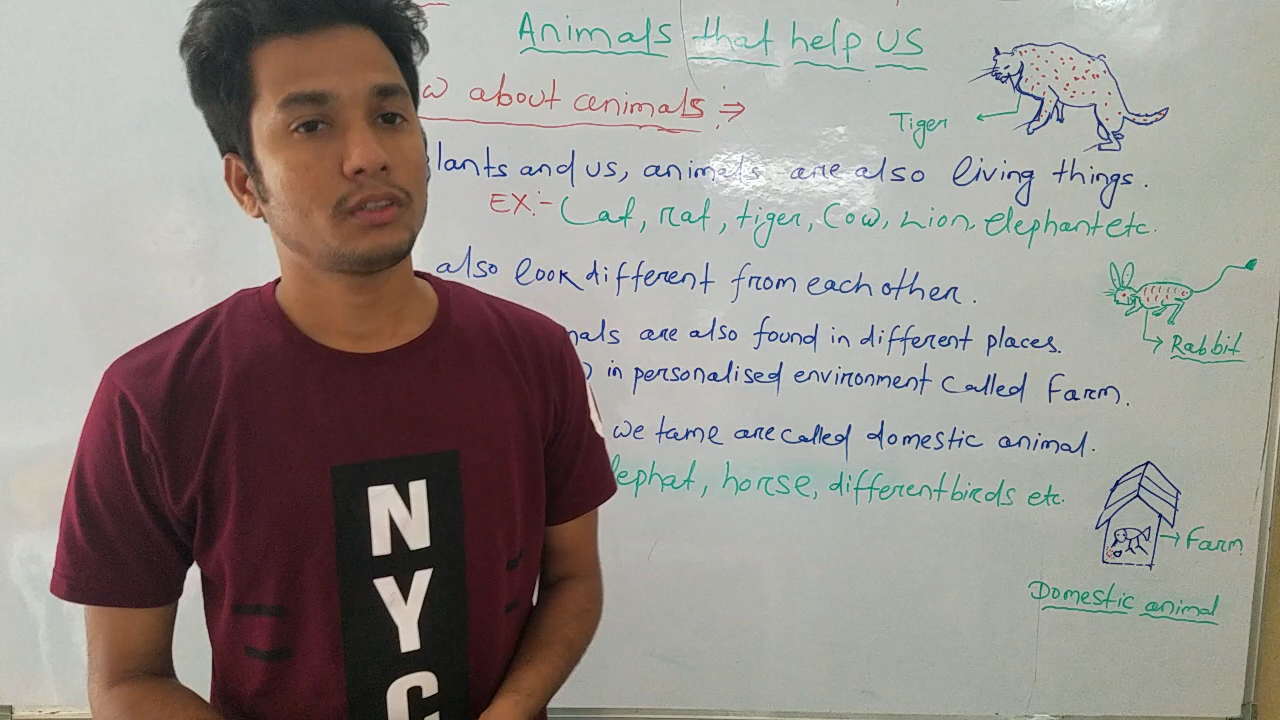 Animals that help us
about animals :⇒
Tiger
lants and us, animals are also living things.
EX:- Cat, rat, tiger, Cow, Lion, elephant etc.
also look different from each other.
mals are also found in different places.
Rabbit
in personalised environment called Farm.
we tame are called domestic animal.
lephat, horse, different birds etc.
Farm
Domestic animal
NYC